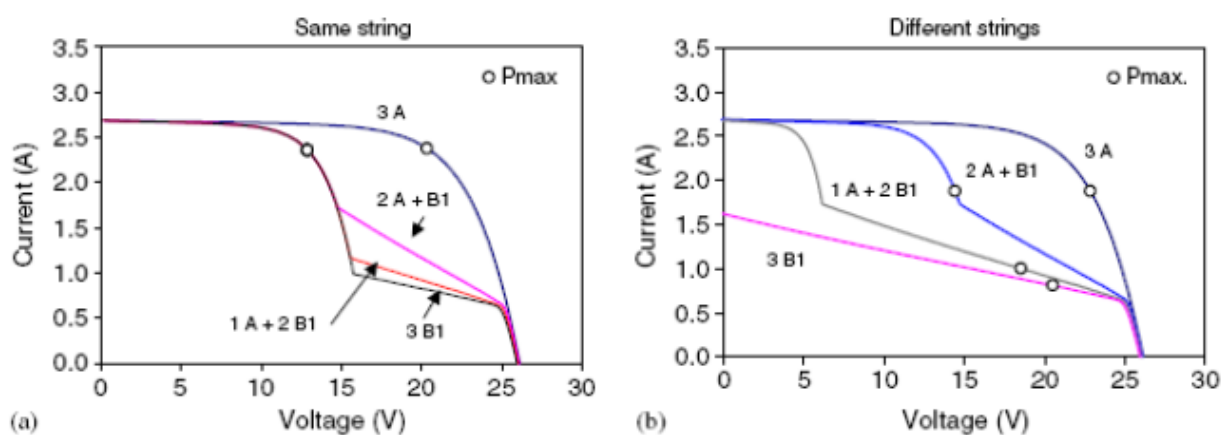 Same string
3.5
3.0
2.5
2.0
1.5
1.0
0.5
0.0
Current (A)
Pmax
3 A
2 A + B1
1 A + 2 B1
3 B1
0 5 10 15 20 25 30
Voltage (V)
(a)
Different strings
3.5
3.0
2.5
2.0
1.5
1.0
0.5
0.0
Current (A)
Pmax.
3 A
2 A + B1
1 A + 2 B1
3 B1
0 5 10 15 20 25 30
Voltage (V)
(b)